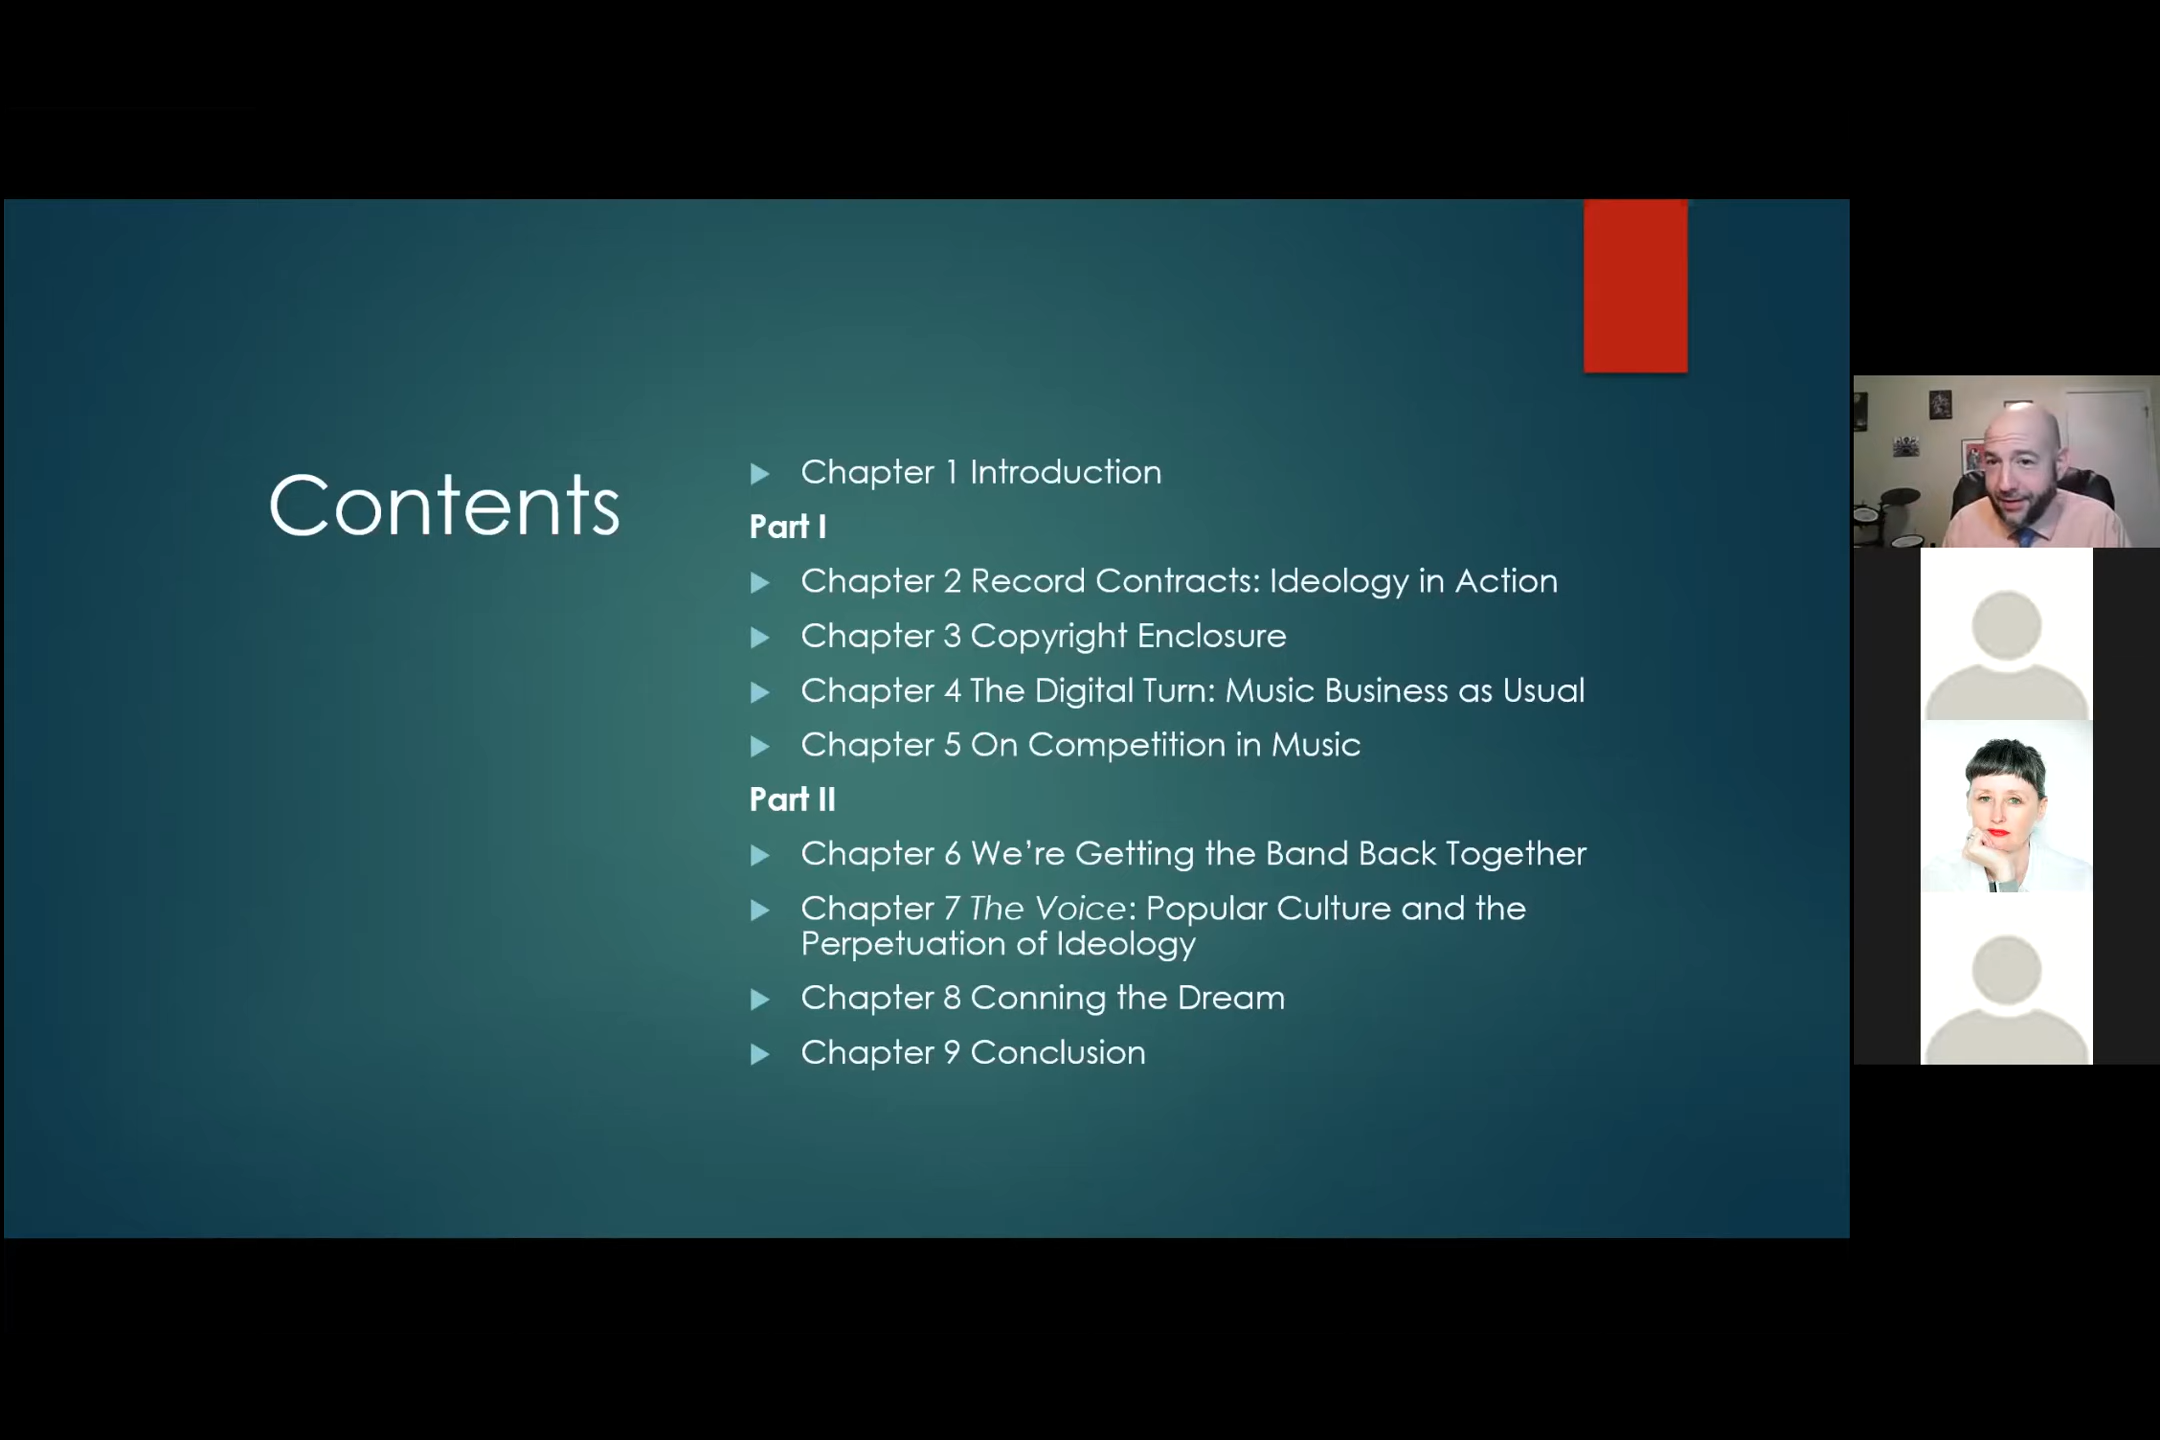 Contents
Chapter 1 Introduction
Part I
Chapter 2 Record Contracts: Ideology in Action
Chapter 3 Copyright Enclosure
Chapter 4 The Digital Turn: Music Business as Usual
Chapter 5 On Competition in Music
Part II
Chapter 6 We’re Getting the Band Back Together
Chapter 7 The Voice: Popular Culture and the
Perpetuation of Ideology
Chapter 8 Conning the Dream
Chapter 9 Conclusion